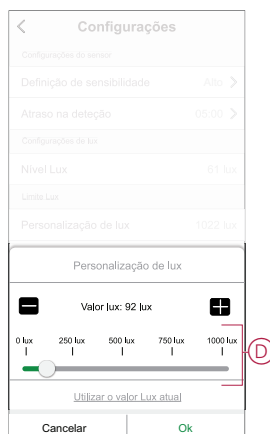 Configurações
Configurações do sensor
Definição de sensibilidade Alto
Atraso na deteção 05:00
Configurações de lux
Nível Lux 61 lux
Limite Lux
Personalização de lux 1022 lux
Personalização de lux
Valor lux: 92 lux
0 lux 250 lux 500 lux 750 lux 1000 lux
D
Utilizar o valor Lux atual
Cancelar Ok